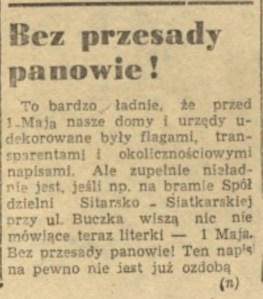 Bez przesady
panowie!
To bardzo ładnie, że przed
1 Maja nasze domy i urzędy u-
dekorowane były flagami, tran-
sparentami i okolicznościowymi
napisami. Ale zupełnie nieład-
nie jest, jeśli np. na bramie Spół
dzielni Sitarsko - Siatkarskiej
przy ul. Buczka wiszą nic nie
mówiące teraz literki — 1 Maja.
Bez przesady panowie! Ten napis
na pewno nie jest już ozdobą
(n)